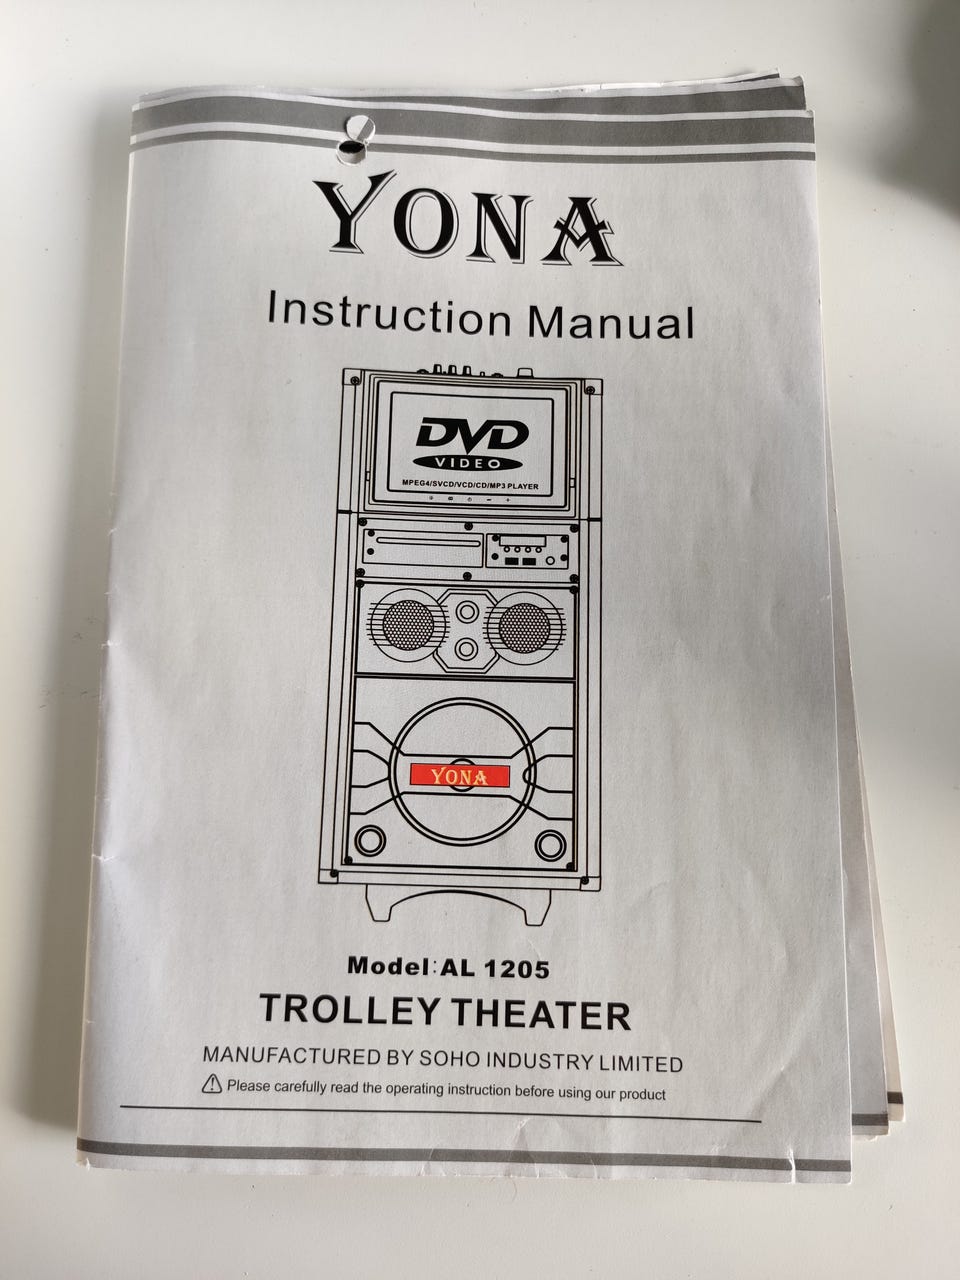 YONA
Instruction Manual
DVD
VIDEO
MPEG4/SVCD/VCD/CD/MP3 PLAYER
YONA
Model:AL 1205
TROLLEY THEATER
MANUFACTURED BY SOHO INDUSTRY LIMITED
Please carefully read the operating instruction before using our product